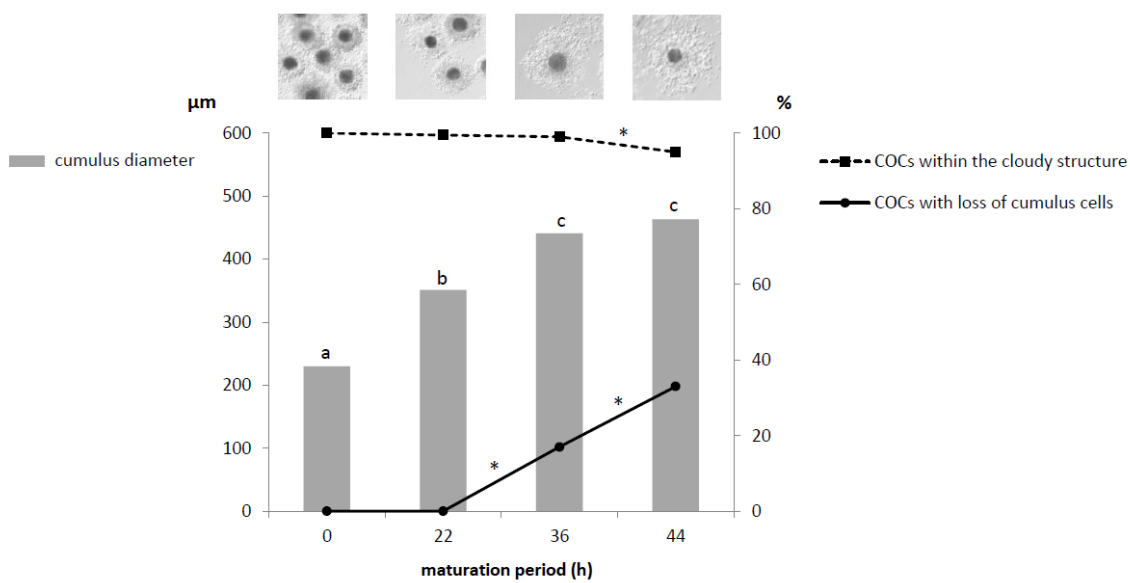 µm
%
cumulus diameter
600
500
400
300
200
100
0
a
b
c
c
*
*
*
100
80
60
40
20
0
COCs within the cloudy structure
COCs with loss of cumulus cells
0 22 36 44
maturation period (h)